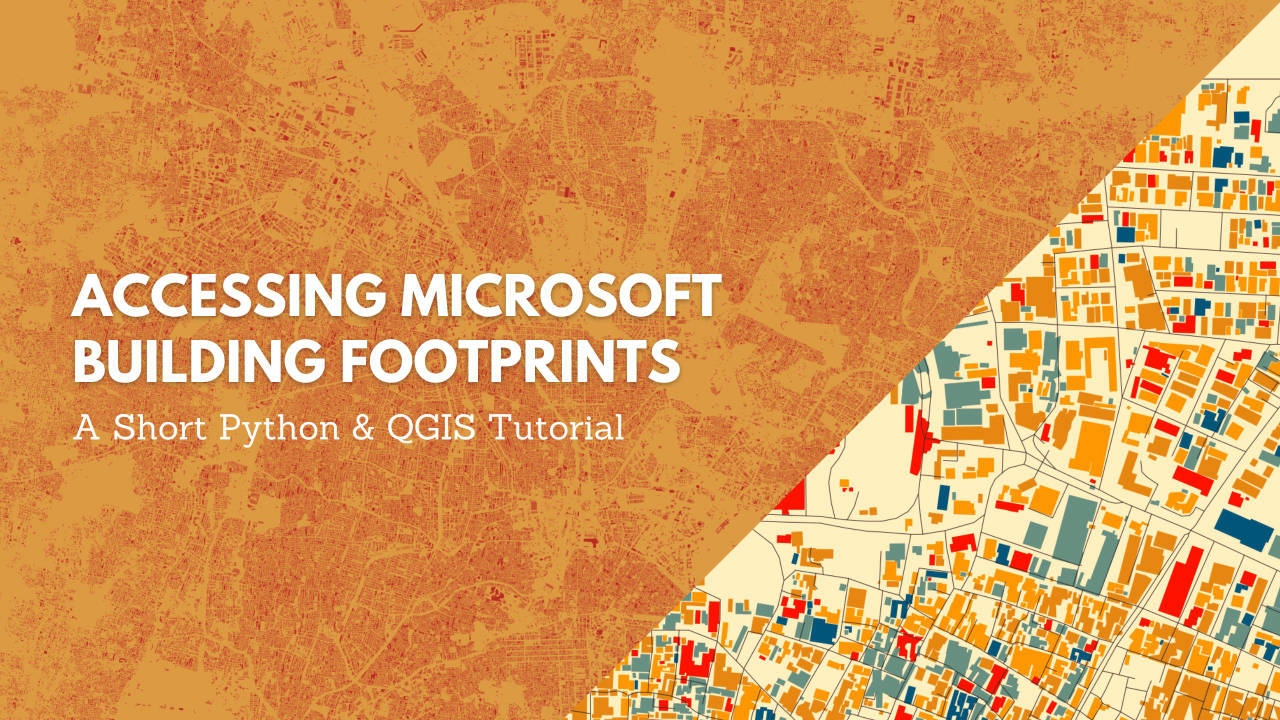 ACCESSING MICROSOFT
BUILDING FOOTPRINTS
A Short Python & QGIS Tutorial